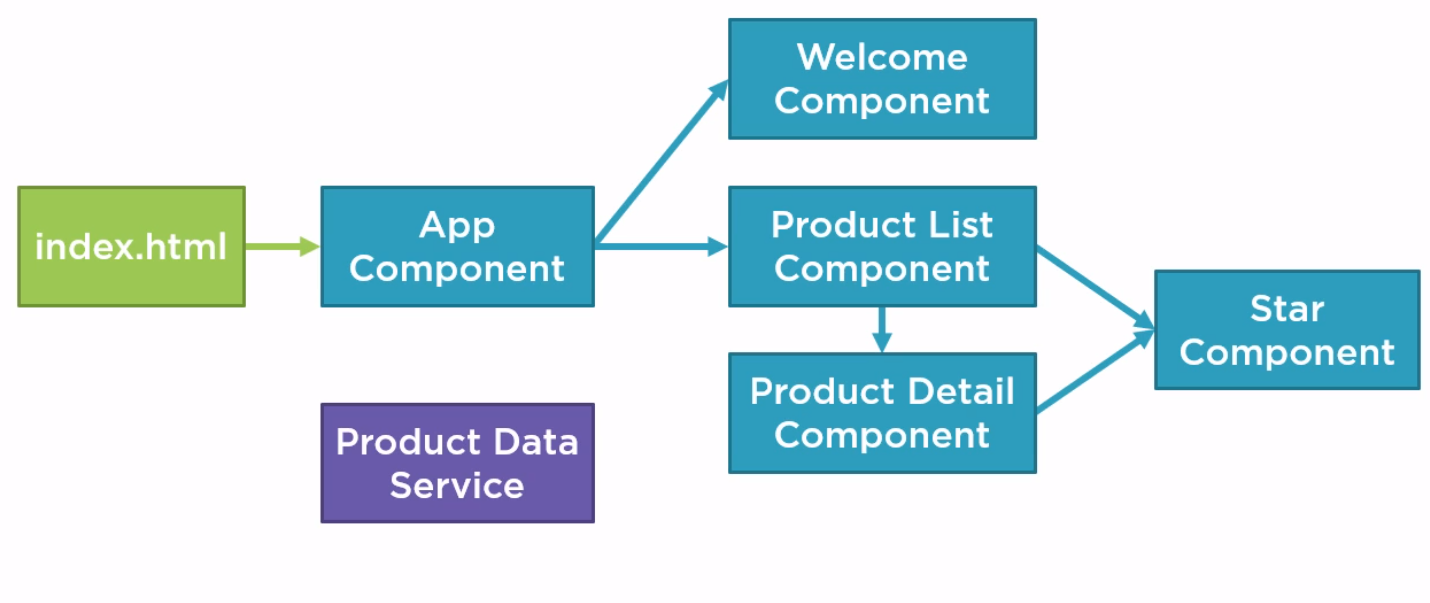 Welcome
Component
index.html
App
Component
Product List
Component
Star
Component
Product Detail
Component
Product Data
Service